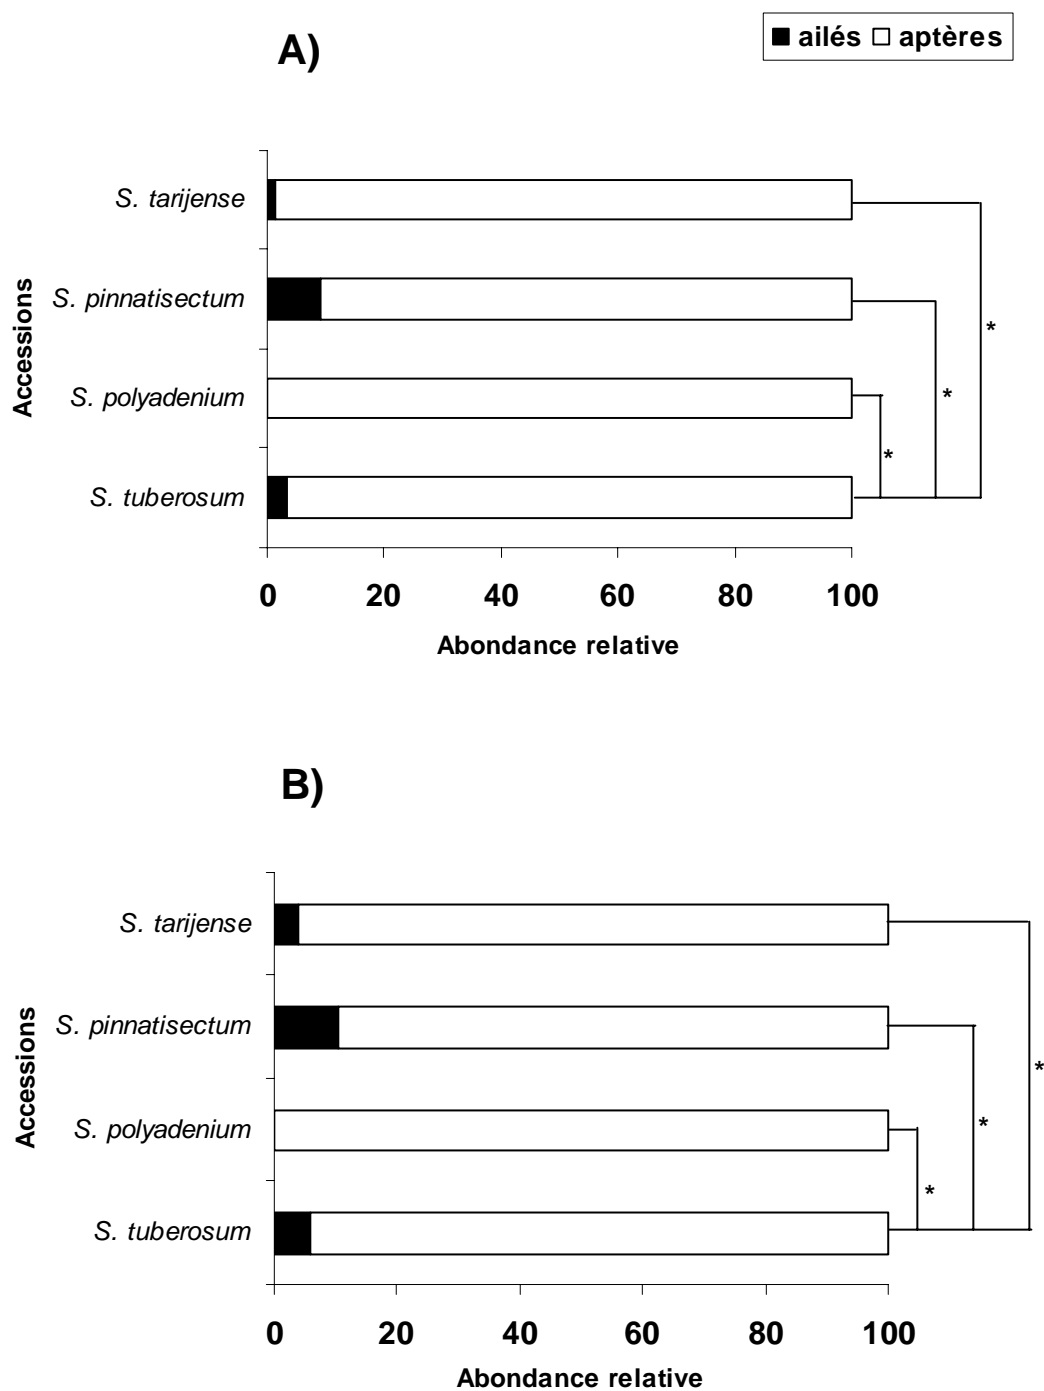 A)
ailés aptères
S. tarijense
S. pinnatisectum
S. polyadenium
S. tuberosum
Accessions
*
*
*
0 20 40 60 80 100
Abondance relative
B)
S. tarijense
S. pinnatisectum
S. polyadenium
S. tuberosum
Accessions
*
*
*
0 20 40 60 80 100
Abondance relative